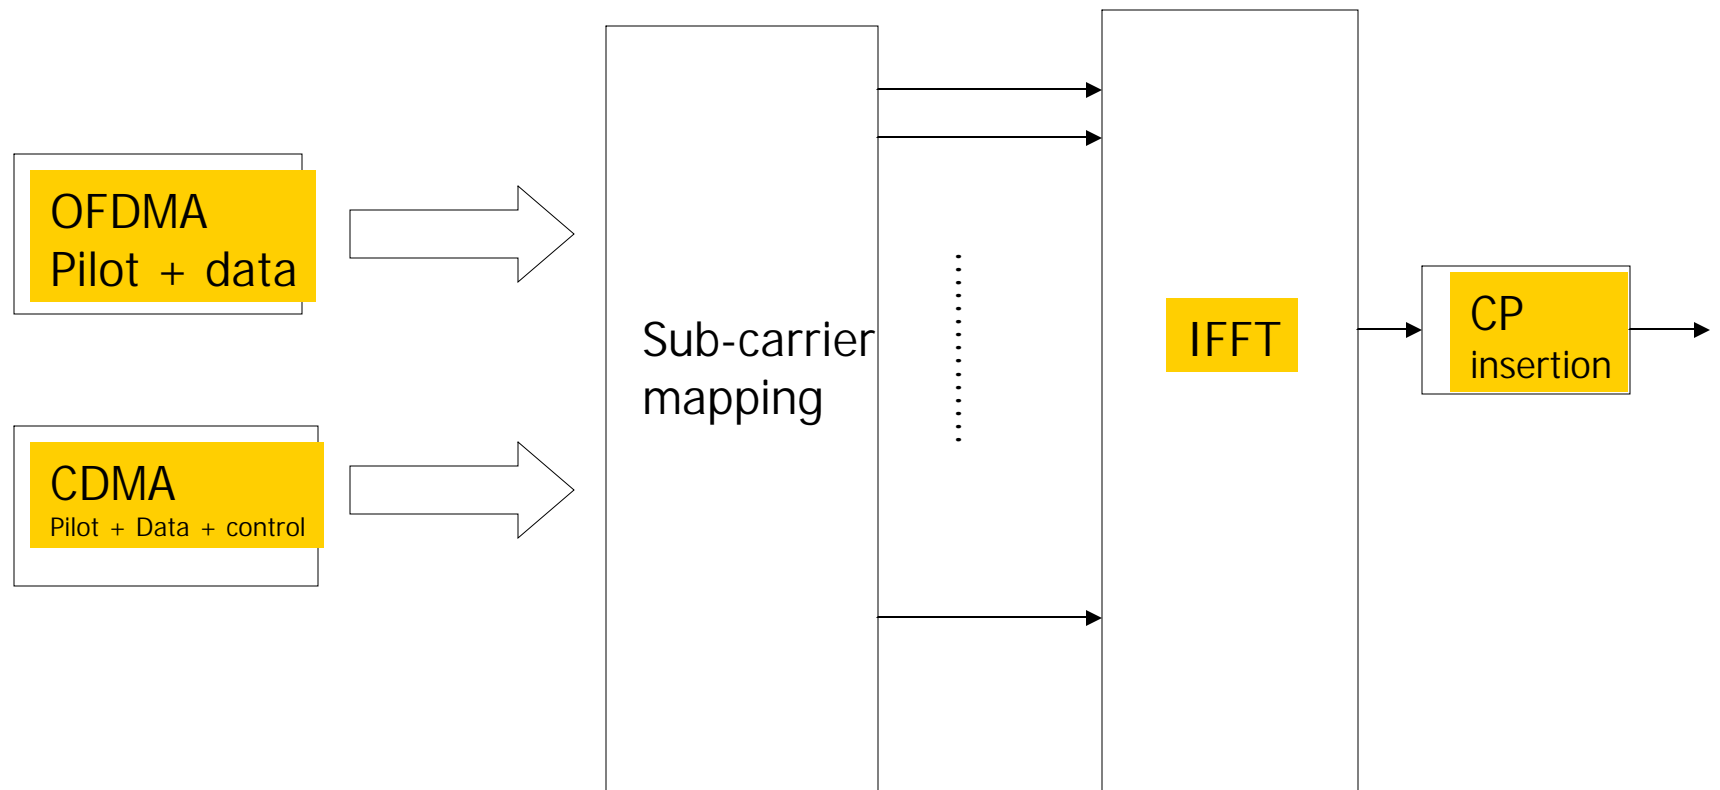 OFDMA
Pilot + data
CDMA
Pilot + Data + control
Sub-carrier
mapping
IFFT
CP
insertion